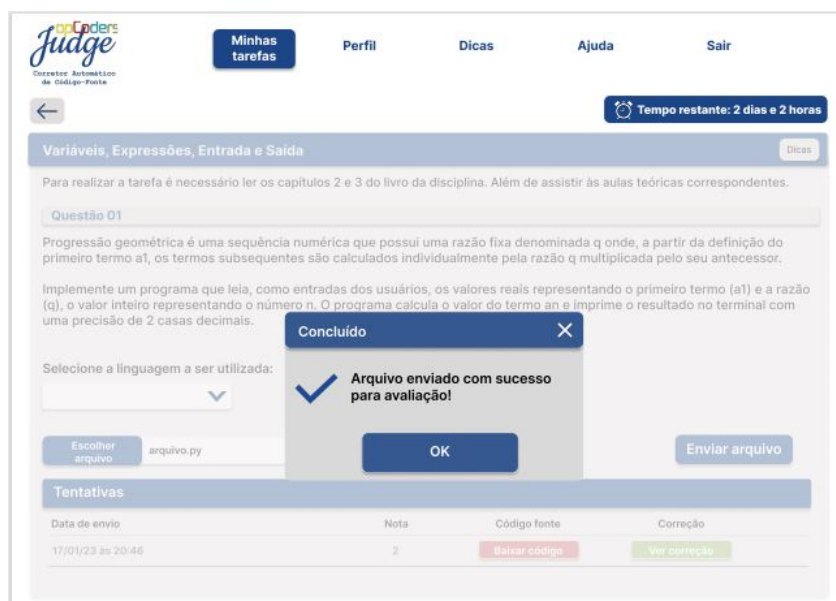 opCoders
Judge
Corretor Automático
de Código-Fonte
Minhas
tarefas
Perfil
Dicas
Ajuda
Sair
Tempo restante: 2 dias e 2 horas
Variáveis, Expressões, Entrada e Saída
Dicas
Para realizar a tarefa é necessário ler os capítulos 2 e 3 do livro da disciplina. Além de assistir às aulas teóricas correspondentes.
Questão 01
Progressão geométrica é uma sequência numérica que possui uma razão fixa denominada q onde, a partir da definição do
primeiro termo a1, os termos subsequentes são calculados individualmente pela razão q multiplicada pelo seu antecessor.
Implemente um programa que leia, como entradas dos usuários, os valores reais representando o primeiro termo (a1) e a razão
(q), o valor inteiro representando o número n. O programa calcula o valor do termo an e imprime o resultado no terminal com
uma precisão de 2 casas decimais.
Concluído
Selecione a linguagem a ser utilizada:
Arquivo enviado com sucesso
para avaliação!
OK
Escolher
arquivo
arquivo.py
Enviar arquivo
Tentativas
Data de envio
Nota
Código fonte
Correção
17/01/23 às 20:46
2
Baixar código
Ver correção